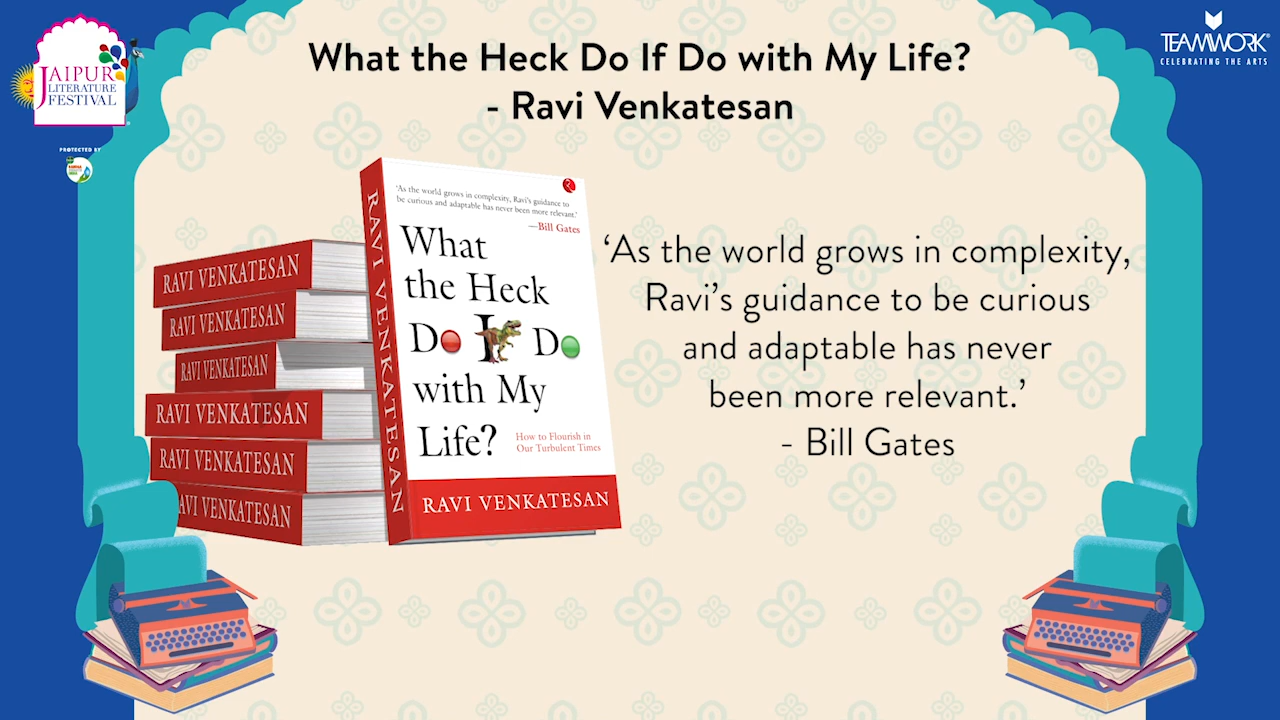 JAIPUR
LITERATURE
FESTIVAL
PROTECTED BY
TEAMWORK®
CELEBRATING THE ARTS
What the Heck Do If Do with My Life?
- Ravi Venkatesan
'As the world grows in complexity, Ravi's guidance to
be curious and adaptable has never been more relevant.'
—Bill Gates
What
the Heck
Do I Do
with My
Life?
How to Flourish in
Our Turbulent Times
RAVI VENKATESAN
RAVI VENKATESAN
RAVI VENKATESAN
RAVI VENKATESAN
RAVI VENKATESAN
RAVI VENKATESAN
RAVI VENKATESAN
AVI VENKATESAN
'As the world grows in complexity,
Ravi's guidance to be curious
and adaptable has never
been more relevant.'
- Bill Gates